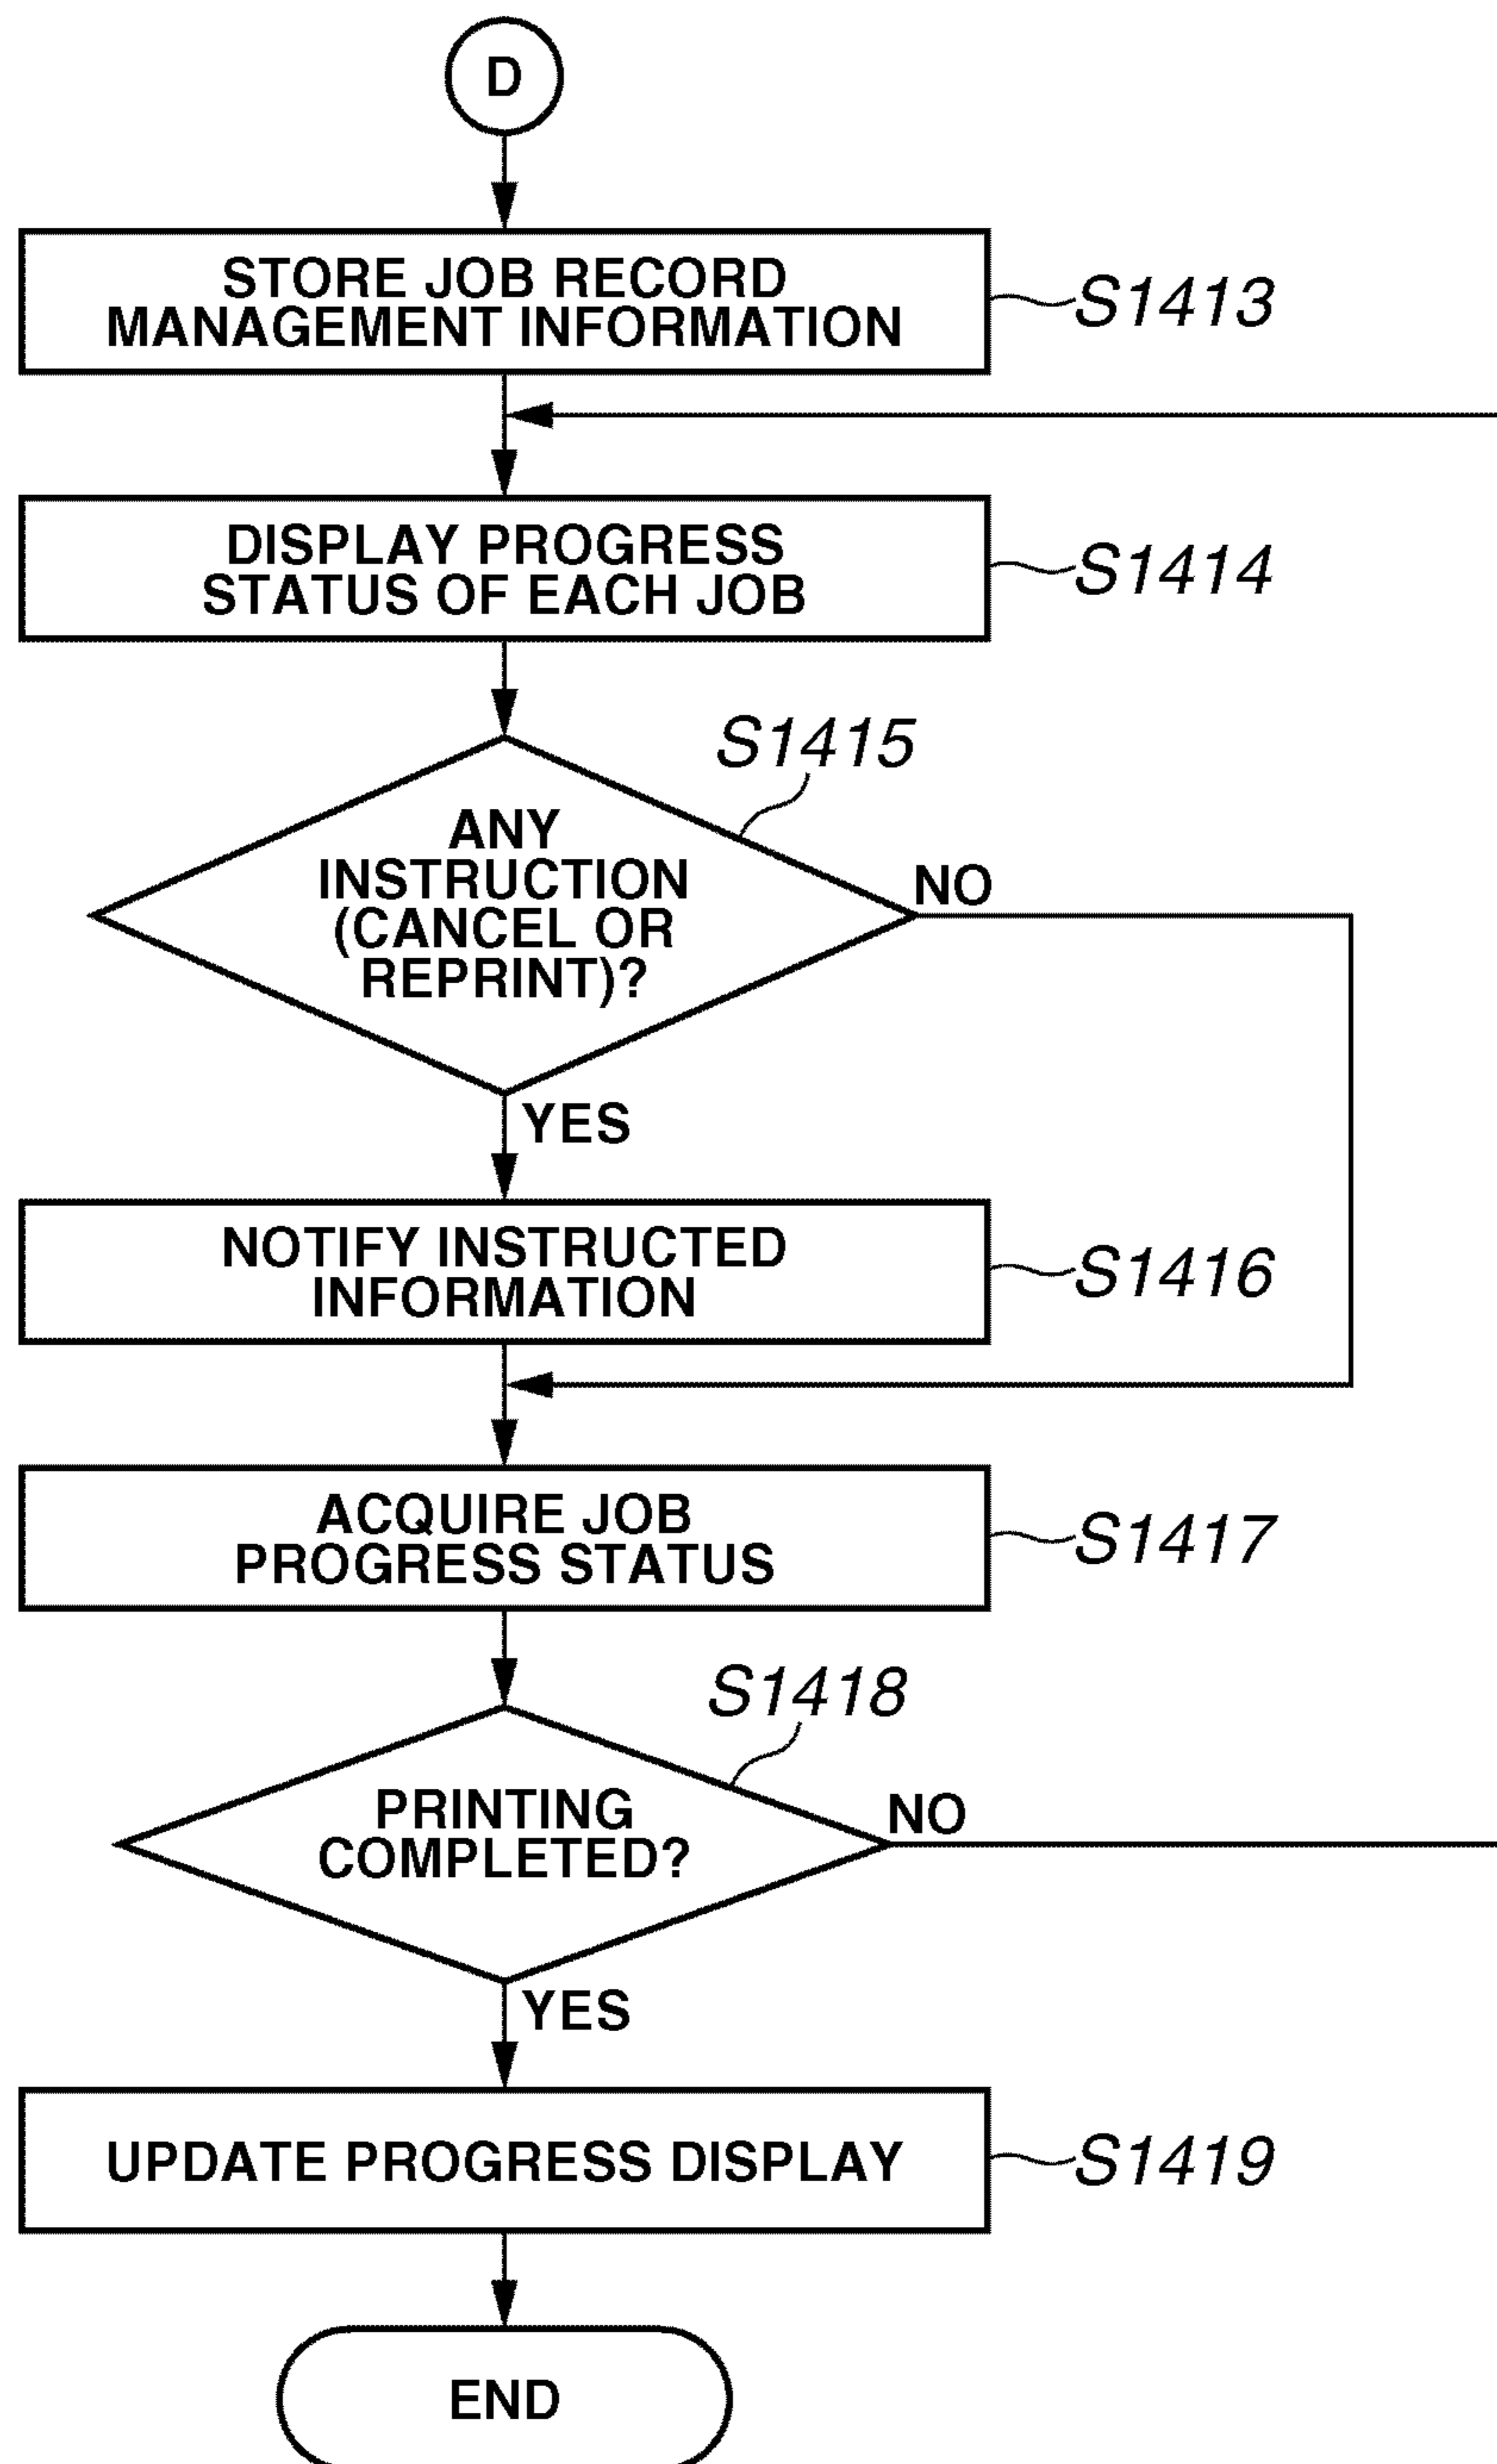 D
STORE JOB RECORD
MANAGEMENT INFORMATION
S1413
DISPLAY PROGRESS
STATUS OF EACH JOB
S1414
S1415
ANY
INSTRUCTION
(CANCEL OR
REPRINT)?
NO
YES
NOTIFY INSTRUCTED
INFORMATION
S1416
ACQUIRE JOB
PROGRESS STATUS
S1417
S1418
PRINTING
COMPLETED?
NO
YES
UPDATE PROGRESS DISPLAY
S1419
END